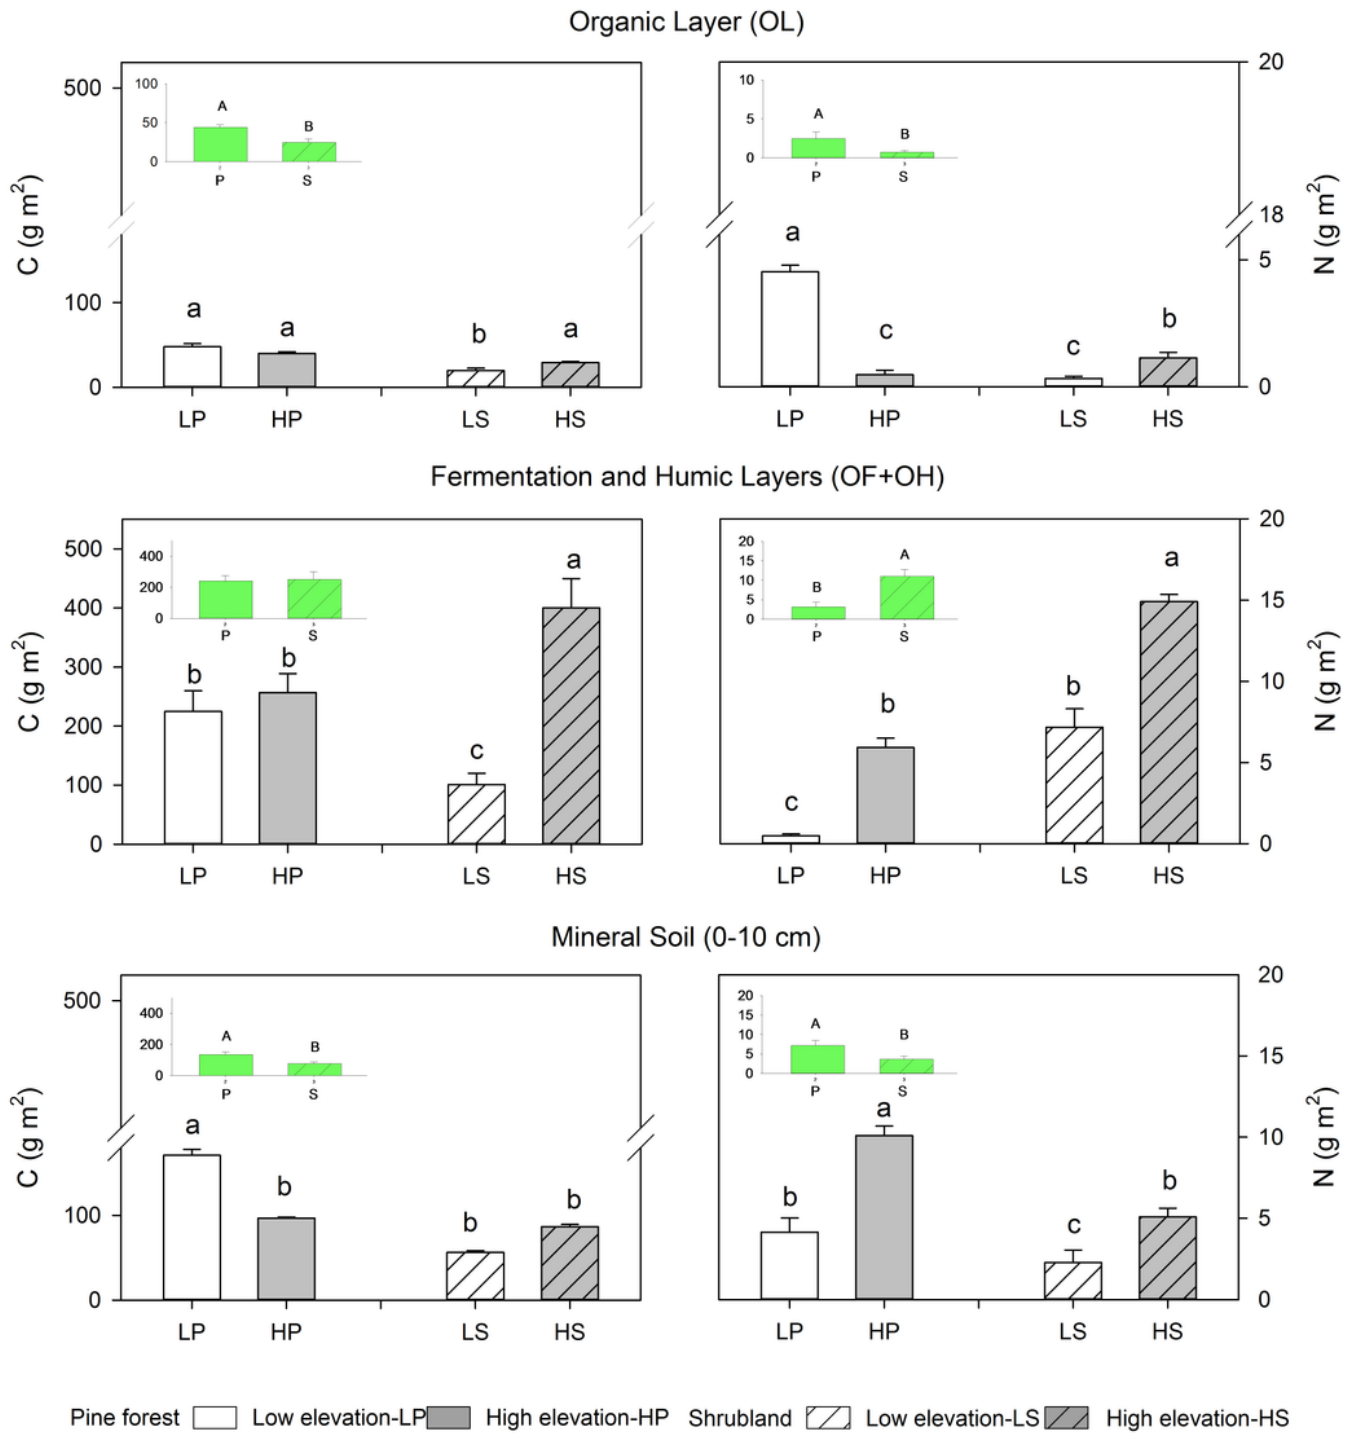 Organic Layer (OL)
C (g m²)
500
100
0
100
50
0
A
B
P
S
a
a
b
a
LP
HP
LS
HS
10
5
0
A
B
P
S
a
c
c
b
LP
HP
LS
HS
20
18
5
0
N (g m²)
Fermentation and Humic Layers (OF+OH)
C (g m²)
500
400
300
200
100
0
400
200
0
P
S
b
b
c
a
LP
HP
LS
HS
20
15
10
5
0
B
A
P
S
c
b
b
a
LP
HP
LS
HS
20
15
10
5
0
N (g m²)
Mineral Soil (0-10 cm)
C (g m²)
500
100
0
400
200
0
A
B
P
S
a
b
b
b
LP
HP
LS
HS
20
15
10
5
0
A
B
P
S
b
a
c
b
LP
HP
LS
HS
20
15
10
5
0
N (g m²)
Pine forest Low elevation-LP High elevation-HP Shrubland Low elevation-LS High elevation-HS